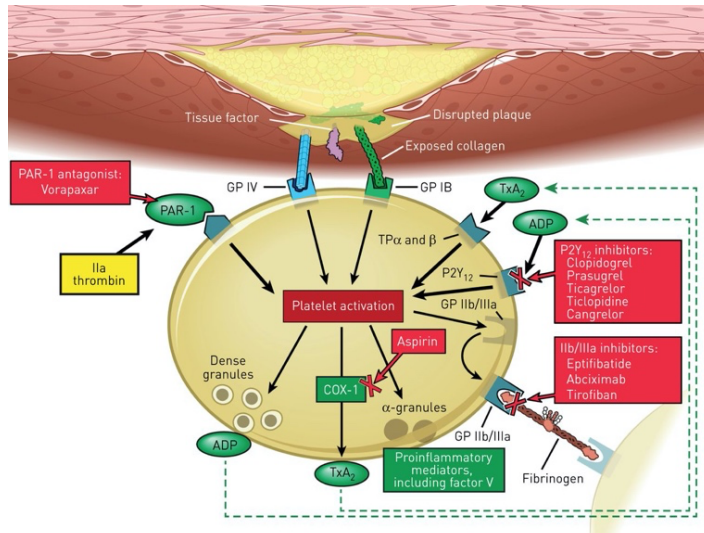 Tissue factor
Disrupted plaque
Exposed collagen
PAR-1 antagonist:
Vorapaxar
GP IV
GP IB
TxA₂
PAR-1
ADP
TPα and β
IIa
thrombin
P2Y₁₂
P2Y₁₂ inhibitors:
Clopidogrel
Prasugrel
Ticagrelor
Ticlopidine
Cangrelor
GP IIb/IIIa
Platelet activation
Aspirin
Dense
granules
COX-1
α-granules
IIb/IIIa inhibitors:
Eptifibatide
Abciximab
Tirofiban
GP IIb/IIIa
ADP
TxA₂
Proinflammatory
mediators,
including factor V
Fibrinogen